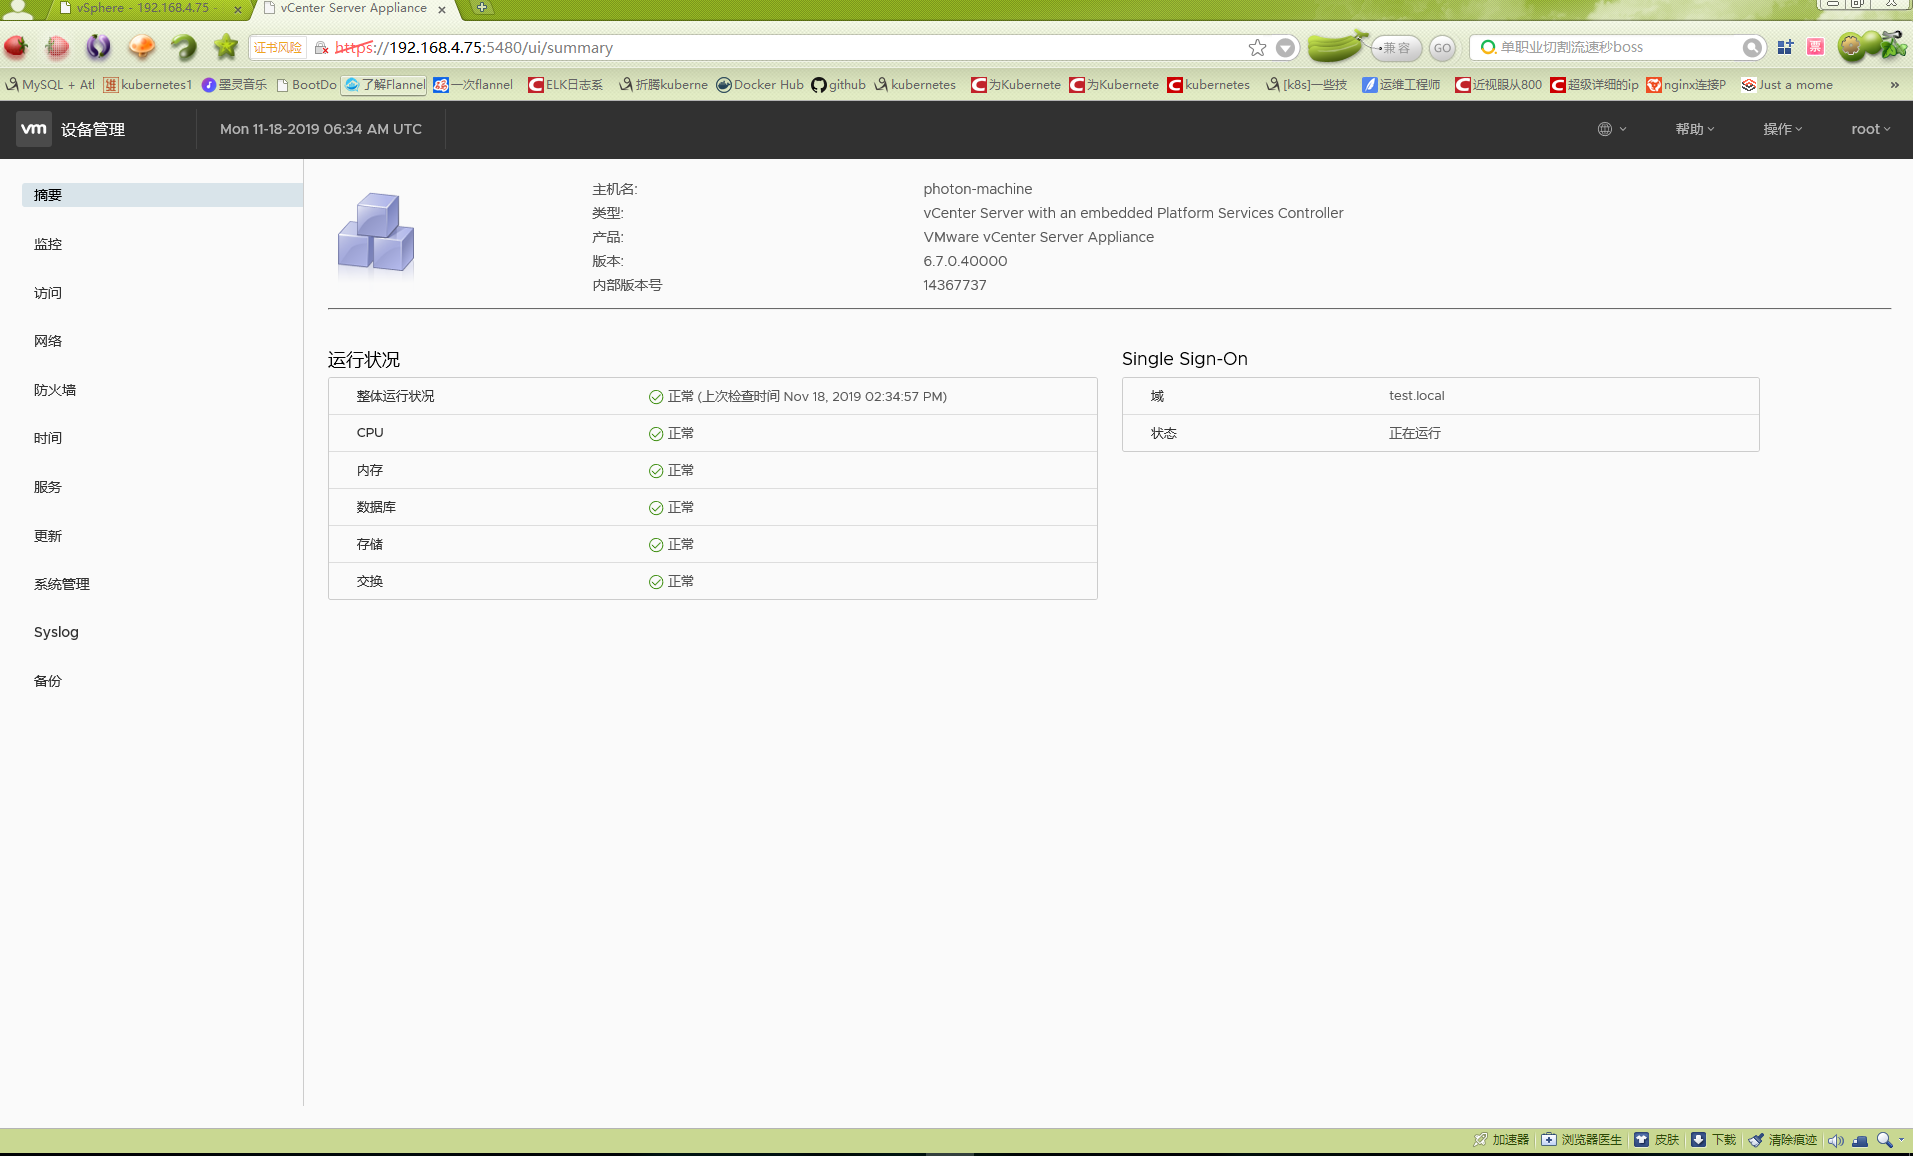 vSphere - 192.168.4.75 -
vCenter Server Appliance
证书风险 https://192.168.4.75:5480/ui/summary
兼容 GO 单职业切割流速秒boss 票
MySQL + Atl kubernetes1 墨灵音乐 BootDo 了解Flannel 一次flannel ELK日志系 折腾kuberne Docker Hub github kubernetes 为Kubernete 为Kubernete kubernetes [k8s]一些技 运维工程师 近视眼从800 超级详细的ip nginx连接P Just a mome »
vm 设备管理 Mon 11-18-2019 06:34 AM UTC 帮助 操作 root
摘要
监控
访问
网络
防火墙
时间
服务
更新
系统管理
Syslog
备份
主机名: photon-machine
类型: vCenter Server with an embedded Platform Services Controller
产品: VMware vCenter Server Appliance
版本: 6.7.0.40000
内部版本号 14367737
运行状况
整体运行状况 正常 (上次检查时间 Nov 18, 2019 02:34:57 PM)
CPU 正常
内存 正常
数据库 正常
存储 正常
交换 正常
Single Sign-On
域 test.local
状态 正在运行
加速器 浏览器医生 皮肤 下载 清除痕迹